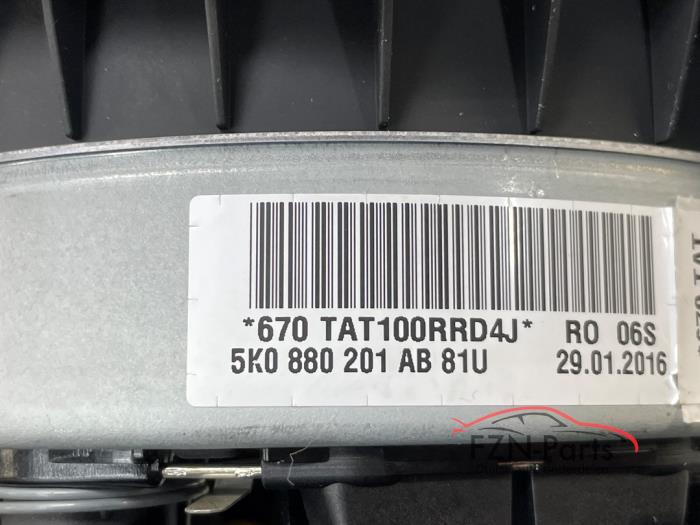 *670 TAT100RRD4J* RO 06S
5K0 880 201 AB 81U 29.01.2016
FZN-Parts